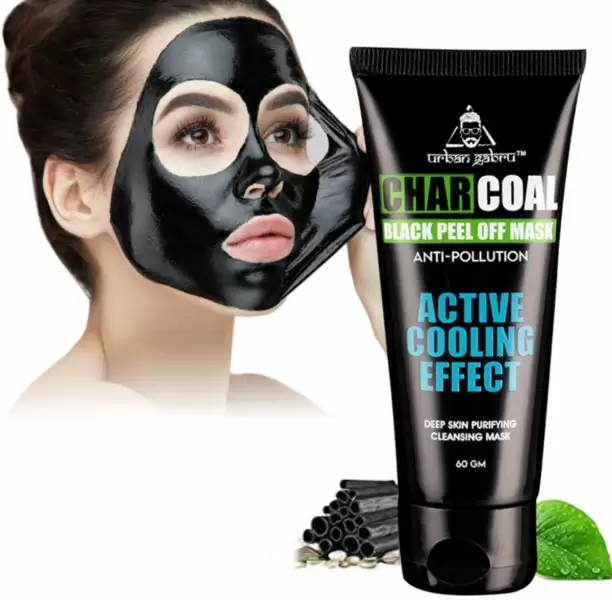 urban gabru™
CHARCOAL
BLACK PEEL OFF MASK
ANTI-POLLUTION
ACTIVE
COOLING
EFFECT
DEEP SKIN PURIFYING
CLEANSING MASK
60 GM